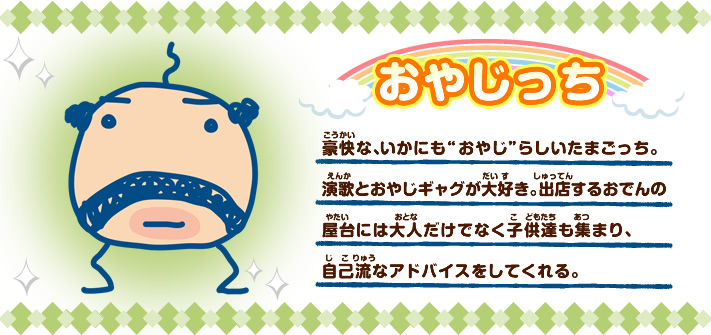 おやじっち
豪快な、いかにも“おやじ”らしいたまごっち。
演歌とおやじギャグが大好き。出店するおでんの
屋台には大人だけでなく子供達も集まり、
自己流なアドバイスをしてくれる。